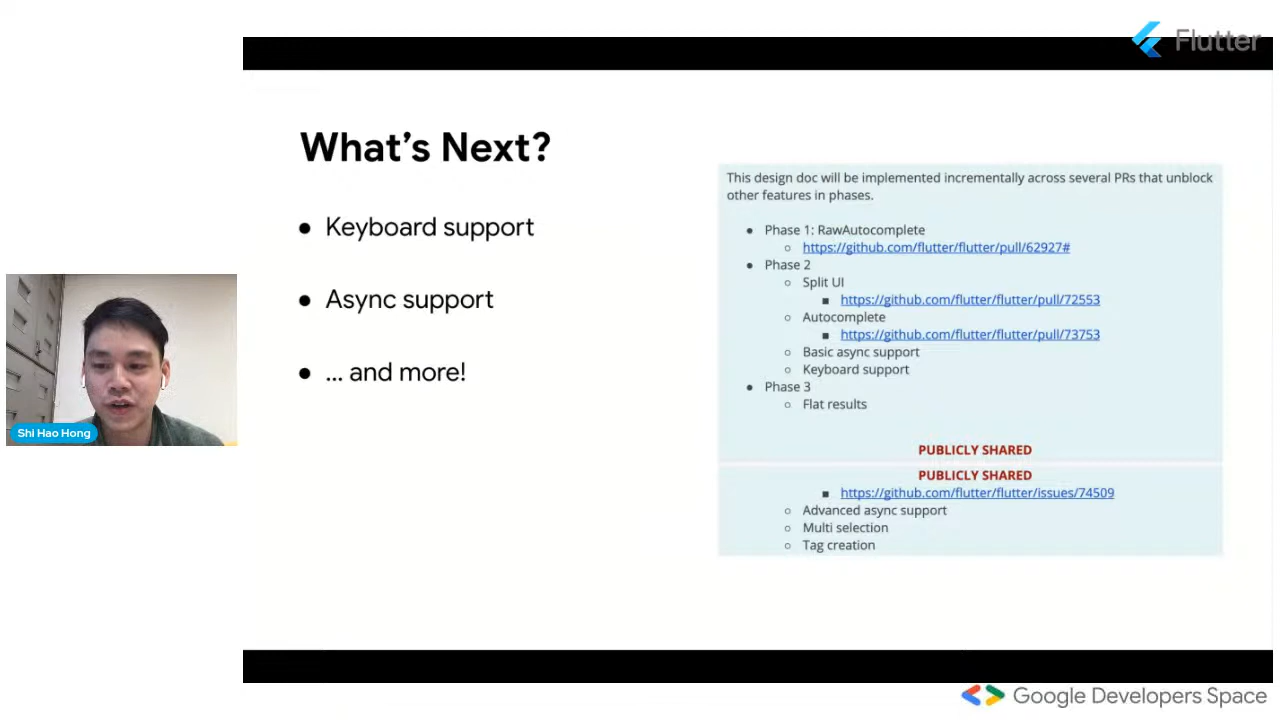 Flutter
What's Next?
● Keyboard support
● Async support
● ... and more!
This design doc will be implemented incrementally across several PRs that unblock
other features in phases.
● Phase 1: RawAutocomplete
○ https://github.com/flutter/flutter/pull/62927#
● Phase 2
○ Split UI
■ https://github.com/flutter/flutter/pull/72553
○ Autocomplete
■ https://github.com/flutter/flutter/pull/73753
○ Basic async support
○ Keyboard support
● Phase 3
○ Flat results
PUBLICLY SHARED
PUBLICLY SHARED
■ https://github.com/flutter/flutter/issues/74509
○ Advanced async support
○ Multi selection
○ Tag creation
Shi Hao Hong
Google Developers Space